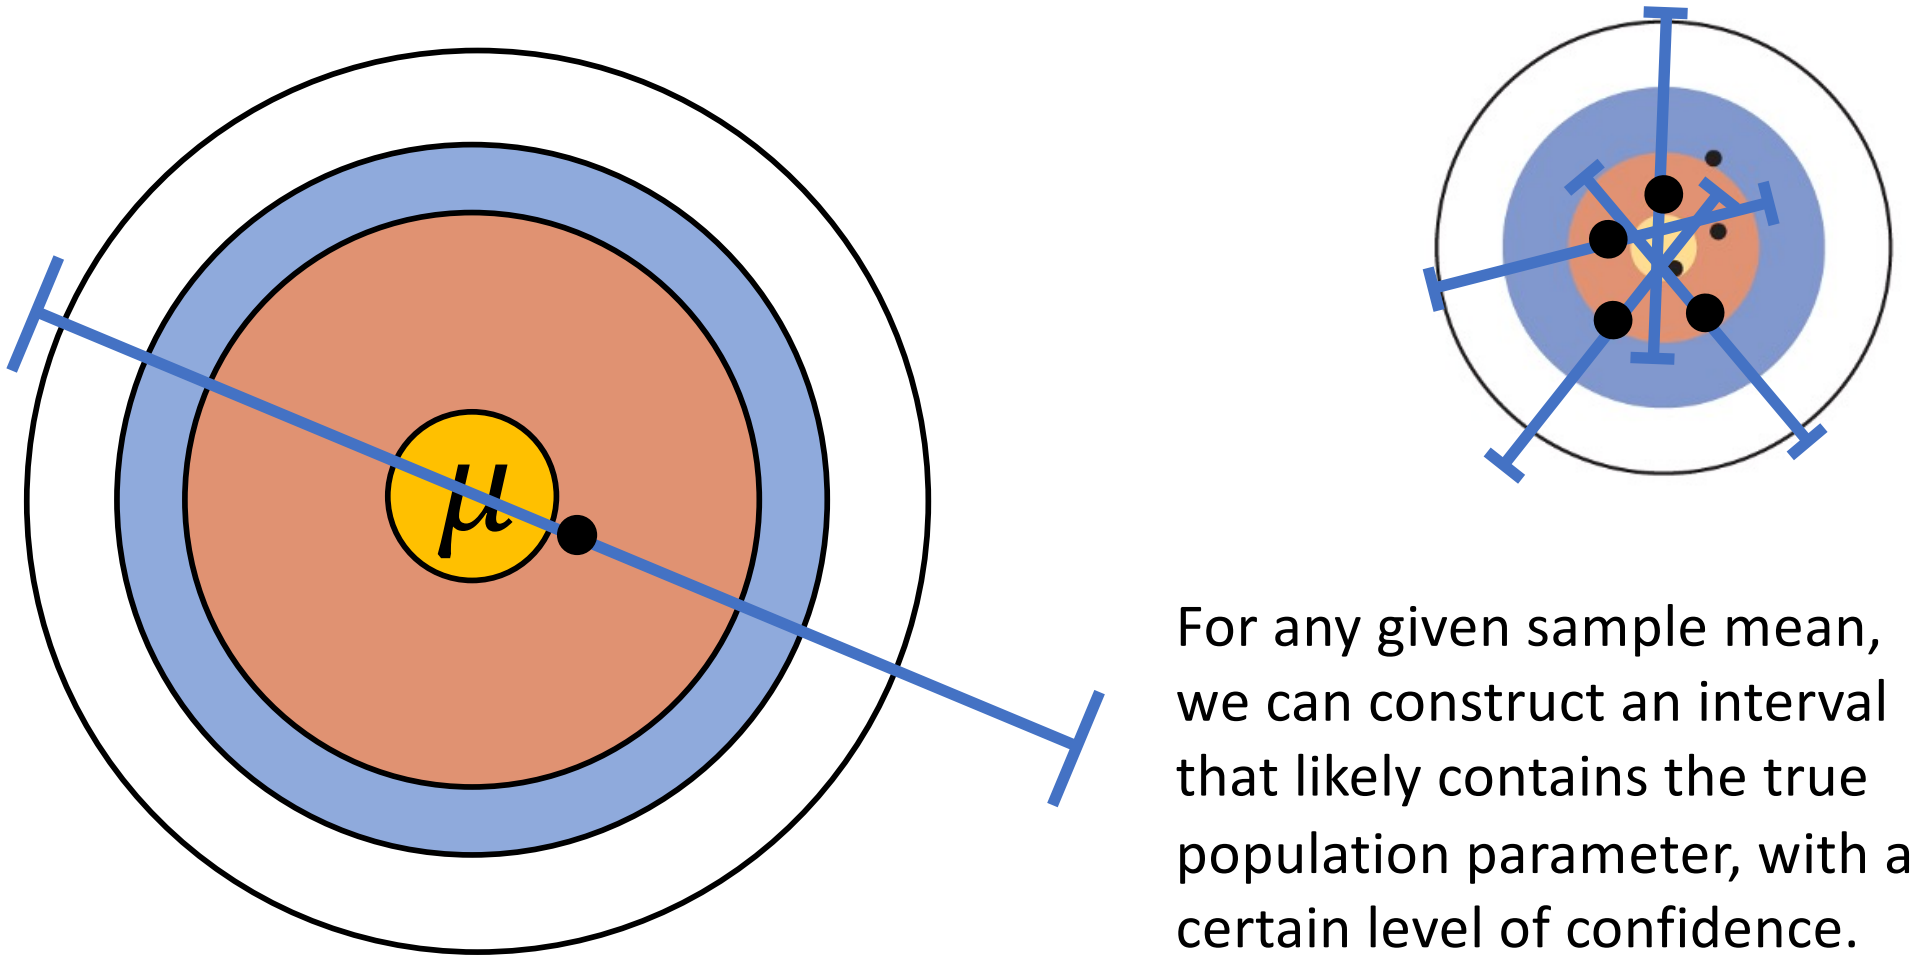 μ
For any given sample mean,
we can construct an interval
that likely contains the true
population parameter, with a
certain level of confidence.